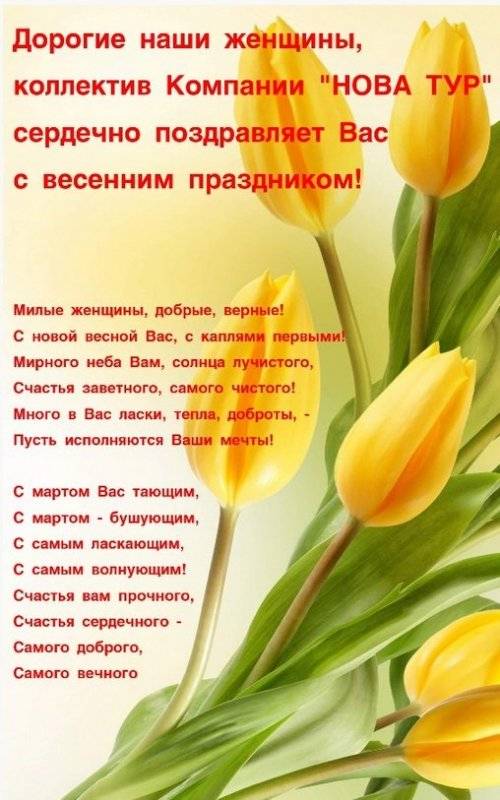 Дорогие наши женщины,
коллектив Компании "НОВА ТУР"
сердечно поздравляет Вас
с весенним праздником!
Милые женщины, добрые, верные!
С новой весной Вас, с каплями первыми!
Мирного неба Вам, солнца лучистого,
Счастья заветного, самого чистого!
Много в Вас ласки, тепла, доброты, -
Пусть исполняются Ваши мечты!
С мартом Вас тающим,
С мартом - бушующим,
С самым ласкающим,
С самым волнующим!
Счастья вам прочного,
Счастья сердечного -
Самого доброго,
Самого вечного